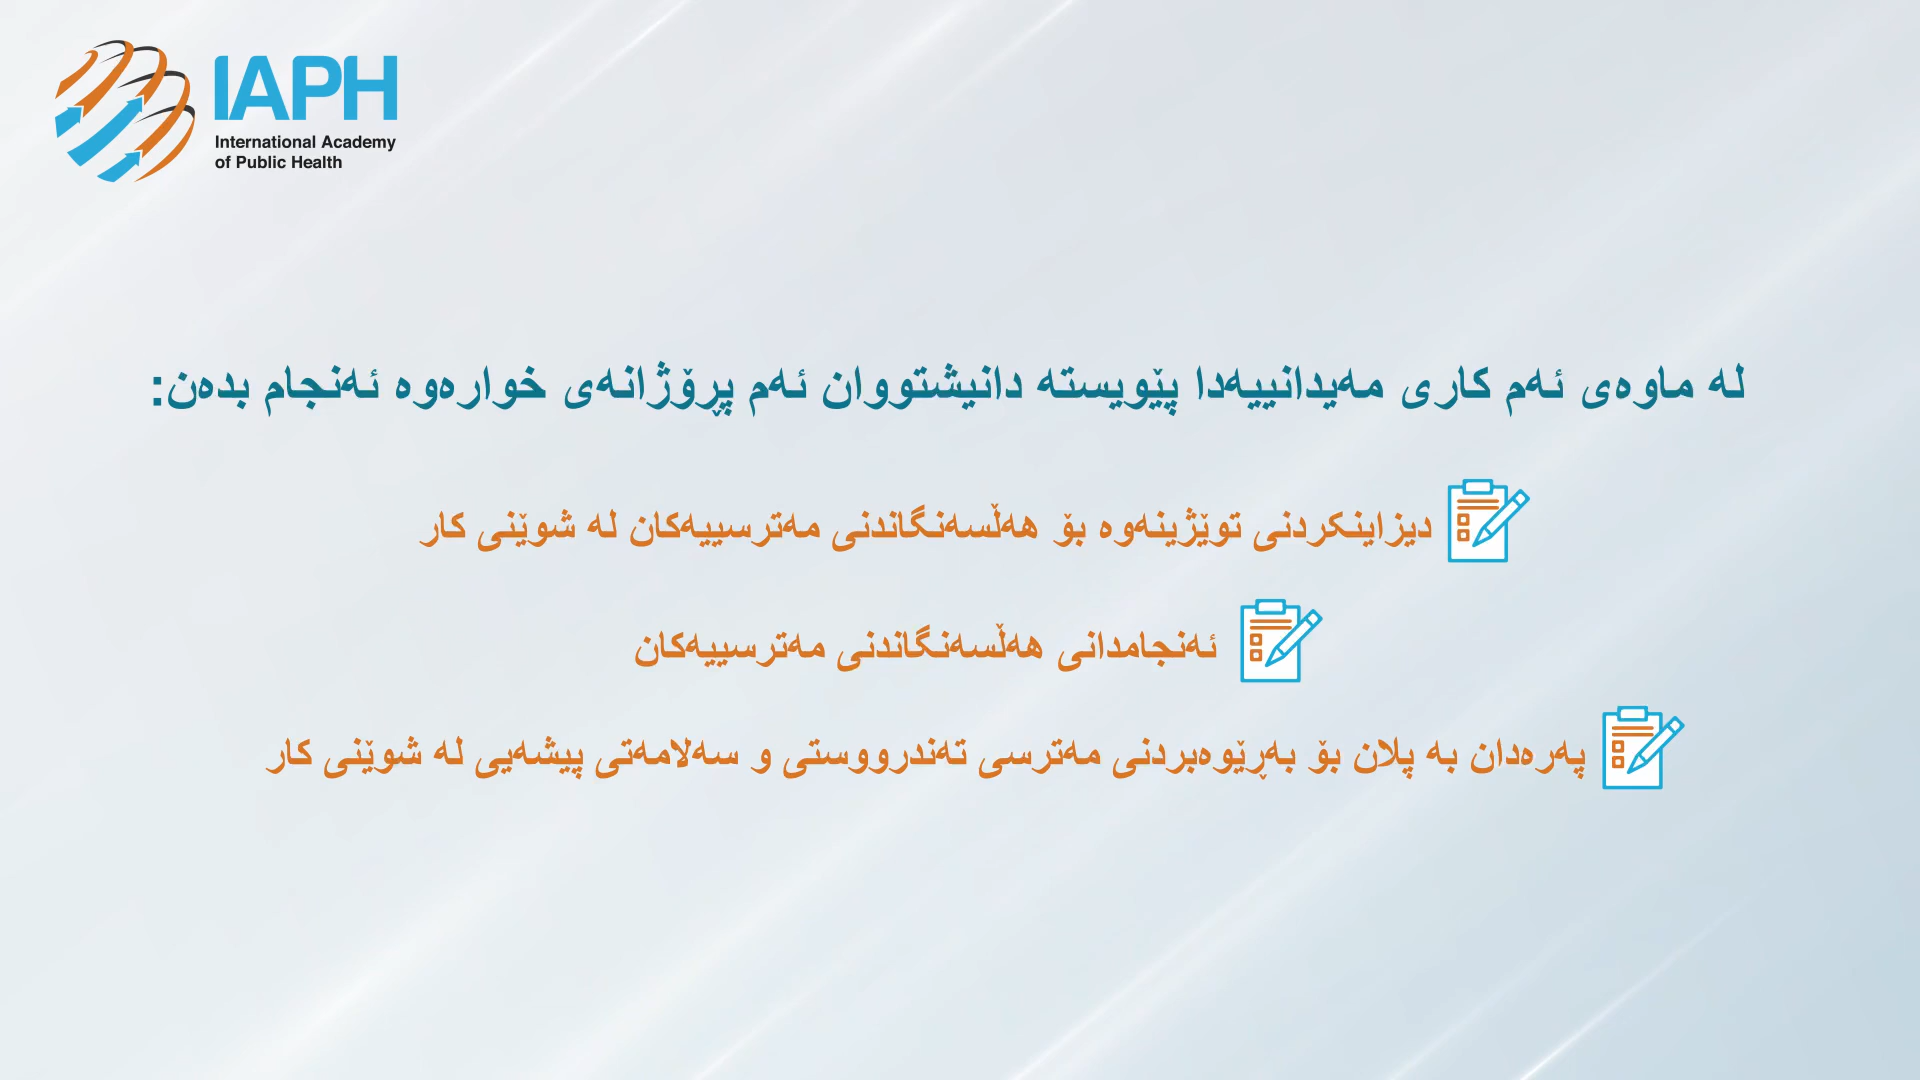 IAPH
International Academy
of Public Health
لە ماوەی ئەم کاری مەیدانییەدا پێویستە دانیشتووان ئەم پڕۆژانەی خوارەوە ئەنجام بدەن:
دیزاینکردنی توێژینەوە بۆ هەڵسەنگاندنی مەترسییەکان لە شوێنی کار
ئەنجامدانی هەڵسەنگاندنی مەترسییەکان
پەرەدان بە پلان بۆ بەڕێوەبردنی مەترسی تەندرووستی و سەلامەتی پیشەیی لە شوێنی کار